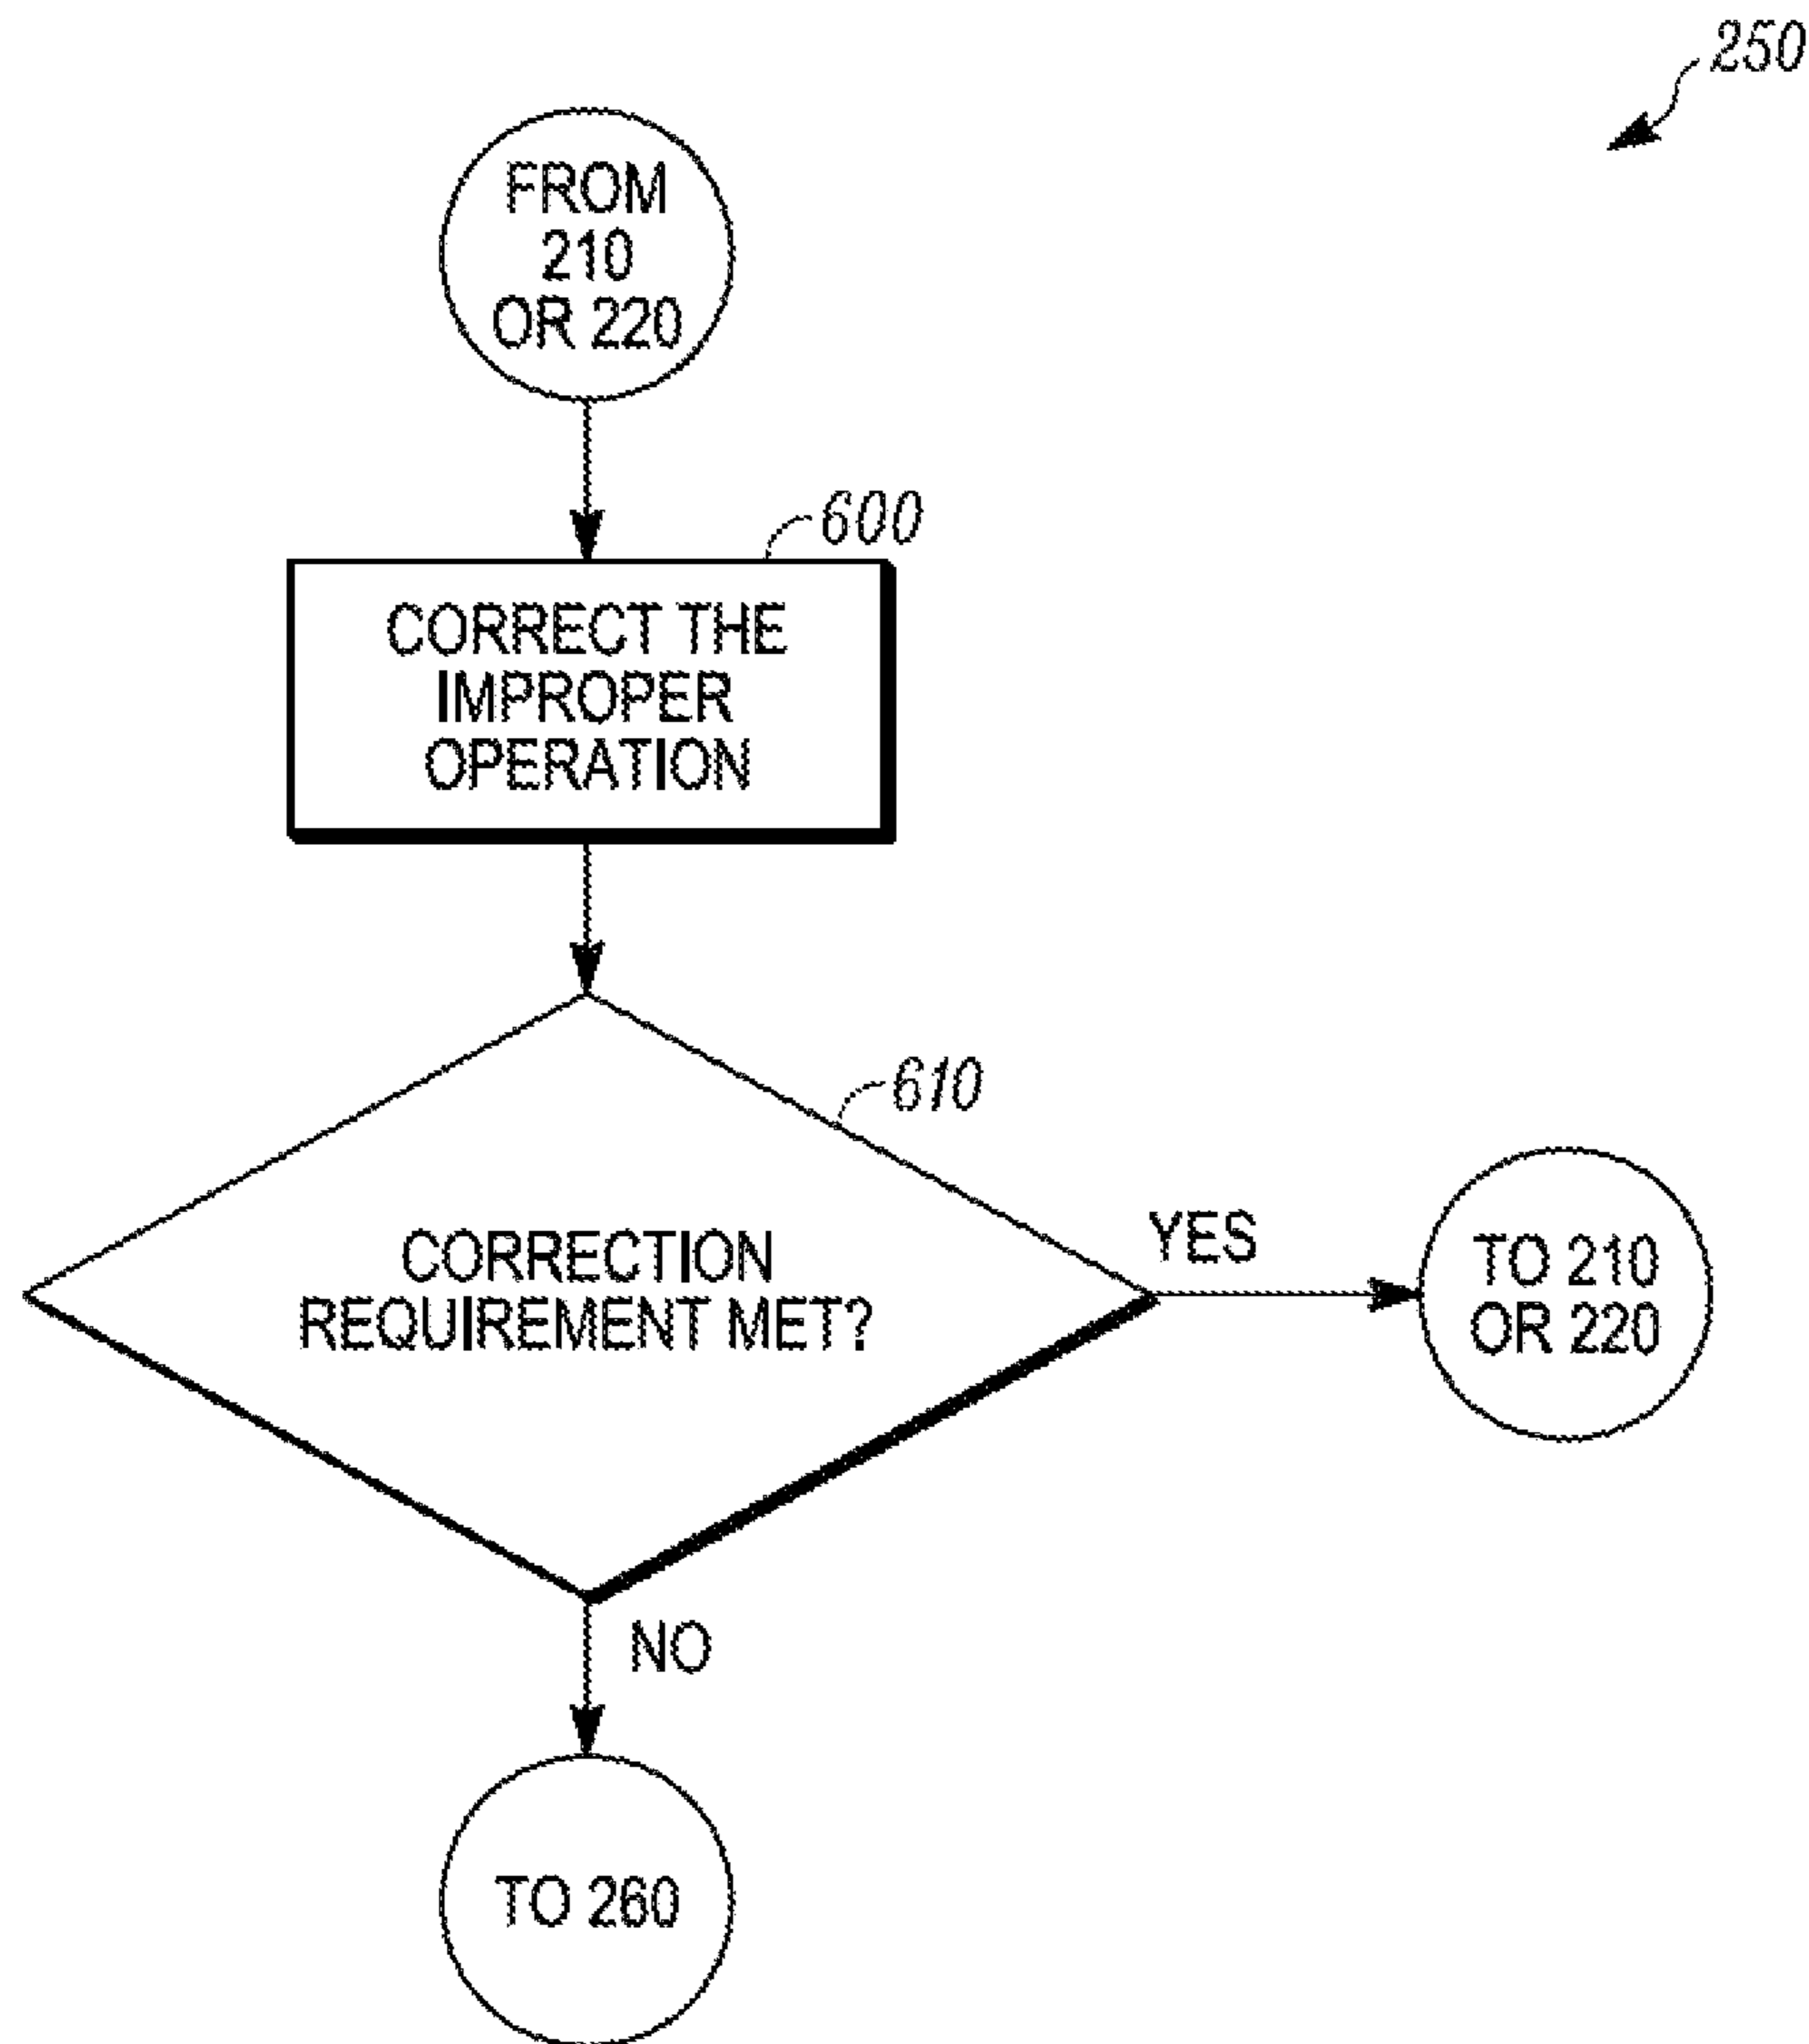 250
FROM
210
OR 220
600
CORRECT THE
IMPROPER
OPERATION
610
CORRECTION
REQUIREMENT MET?
YES
TO 210
OR 220
NO
TO 260